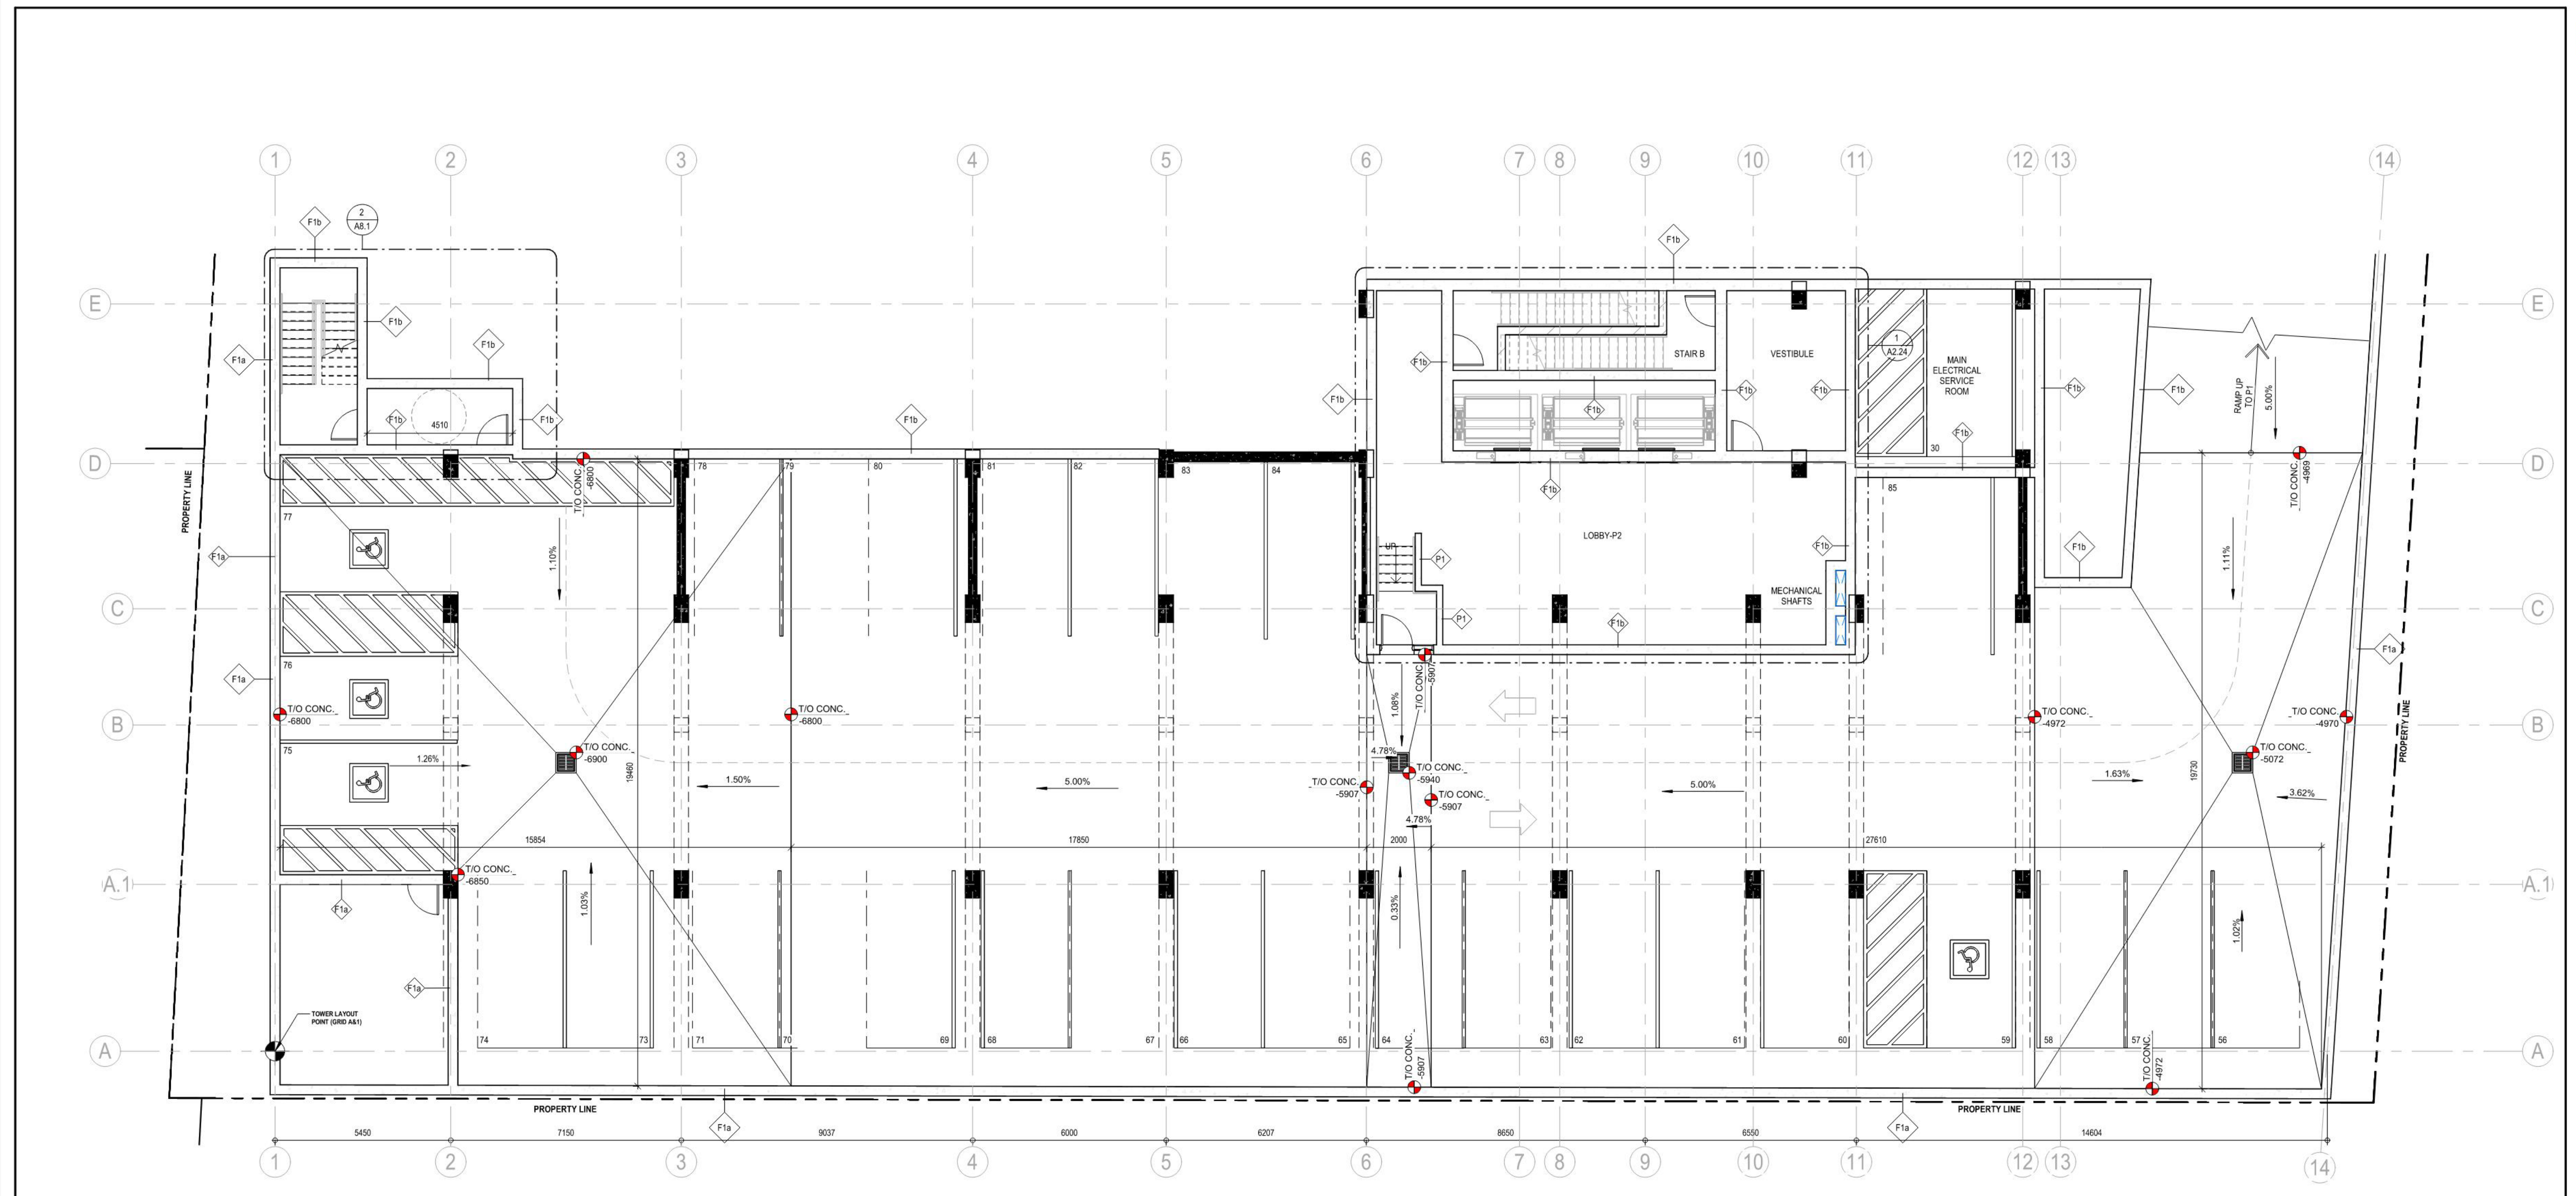 1 2 3 4 5 6 7 8 9 10 11 12 13 14
2
A8.1
F1b
F1b
E
E
F1b
F1b
F1a
F1b
F1b
F1b
4510
F1b
F1b
F1b
F1b
STAIR B
VESTIBULE
F1b
F1b
F1b
1
A2.24
MAIN
ELECTRICAL
SERVICE
ROOM
F1b
F1b
F1b
30
RAMP UP
TO P1
5.00%
D
D
PROPERTY LINE
T/O CONC.
-6800
78
79
80
81
82
83
84
F1b
85
T/O CONC.
-4969
77
F1a
1.10%
UP
P1
LOBBY-P2
F1b
F1b
1.11%
C
C
MECHANICAL
SHAFTS
P1
F1b
76
F1a
F1a
T/O CONC.
-5907
1.08%
T/O CONC.
-6800
T/O CONC.
-6800
T/O CONC.
-4972
T/O CONC.
-4970
B
B
PROPERTY LINE
75
1.26%
T/O CONC.
-6900
19460
4.78%
T/O CONC.
-5940
T/O CONC.
-5072
19730
1.50%
5.00%
T/O CONC.
-5907
T/O CONC.
-5907
5.00%
1.63%
3.62%
4.78%
15854
17850
2000
27610
T/O CONC.
-6850
A.1
A.1
F1a
1.03%
0.33%
1.02%
F1a
TOWER LAYOUT
POINT (GRID A&1)
74
73
71
70
69
68
67
66
65
64
63
62
61
60
59
58
57
56
A
A
T/O CONC.
-5907
T/O CONC.
-4972
PROPERTY LINE
PROPERTY LINE
F1a
F1a
5450 7150 9037 6000 6207 8650 6550 14604
1 2 3 4 5 6 7 8 9 10 11 12 13 14